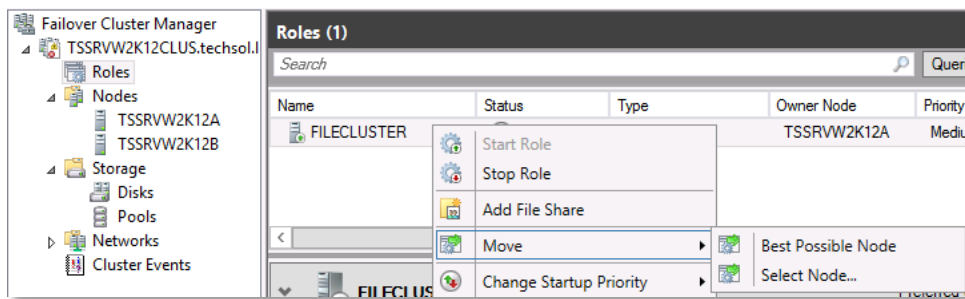 Failover Cluster Manager
TSSRVW2K12CLUS.techsol.l
Roles
Nodes
TSSRVW2K12A
TSSRVW2K12B
Storage
Disks
Pools
Networks
Cluster Events
Roles (1)
Search
Quer
Name Status Type Owner Node Priority
FILECLUSTER TSSRVW2K12A Mediu
Start Role
Stop Role
Add File Share
Move
Change Startup Priority
Best Possible Node
Select Node...
FILECLUS